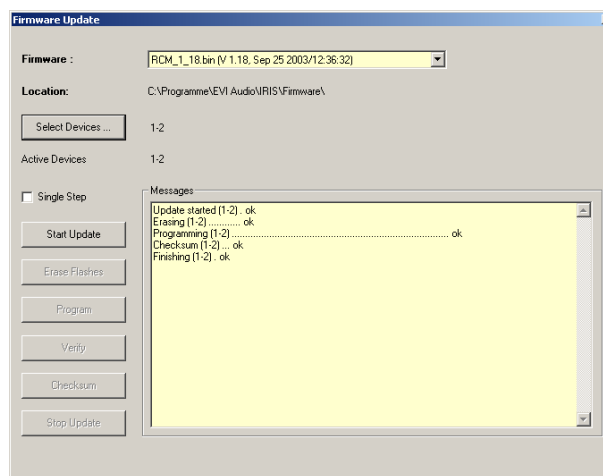 Firmware Update
Firmware :
RCM_1_18.bin (V 1.18, Sep 25 2003/12:36:32)
Location:
C:\Programme\EVI Audio\IRIS\Firmware\
Select Devices ...
1-2
Active Devices
1-2
Single Step
Messages
Update started (1-2) . ok
Erasing (1-2) ............ ok
Programming (1-2) ........................................................................ ok
Checksum (1-2) ... ok
Finishing (1-2) . ok
Start Update
Erase Flashes
Program
Verify
Checksum
Stop Update